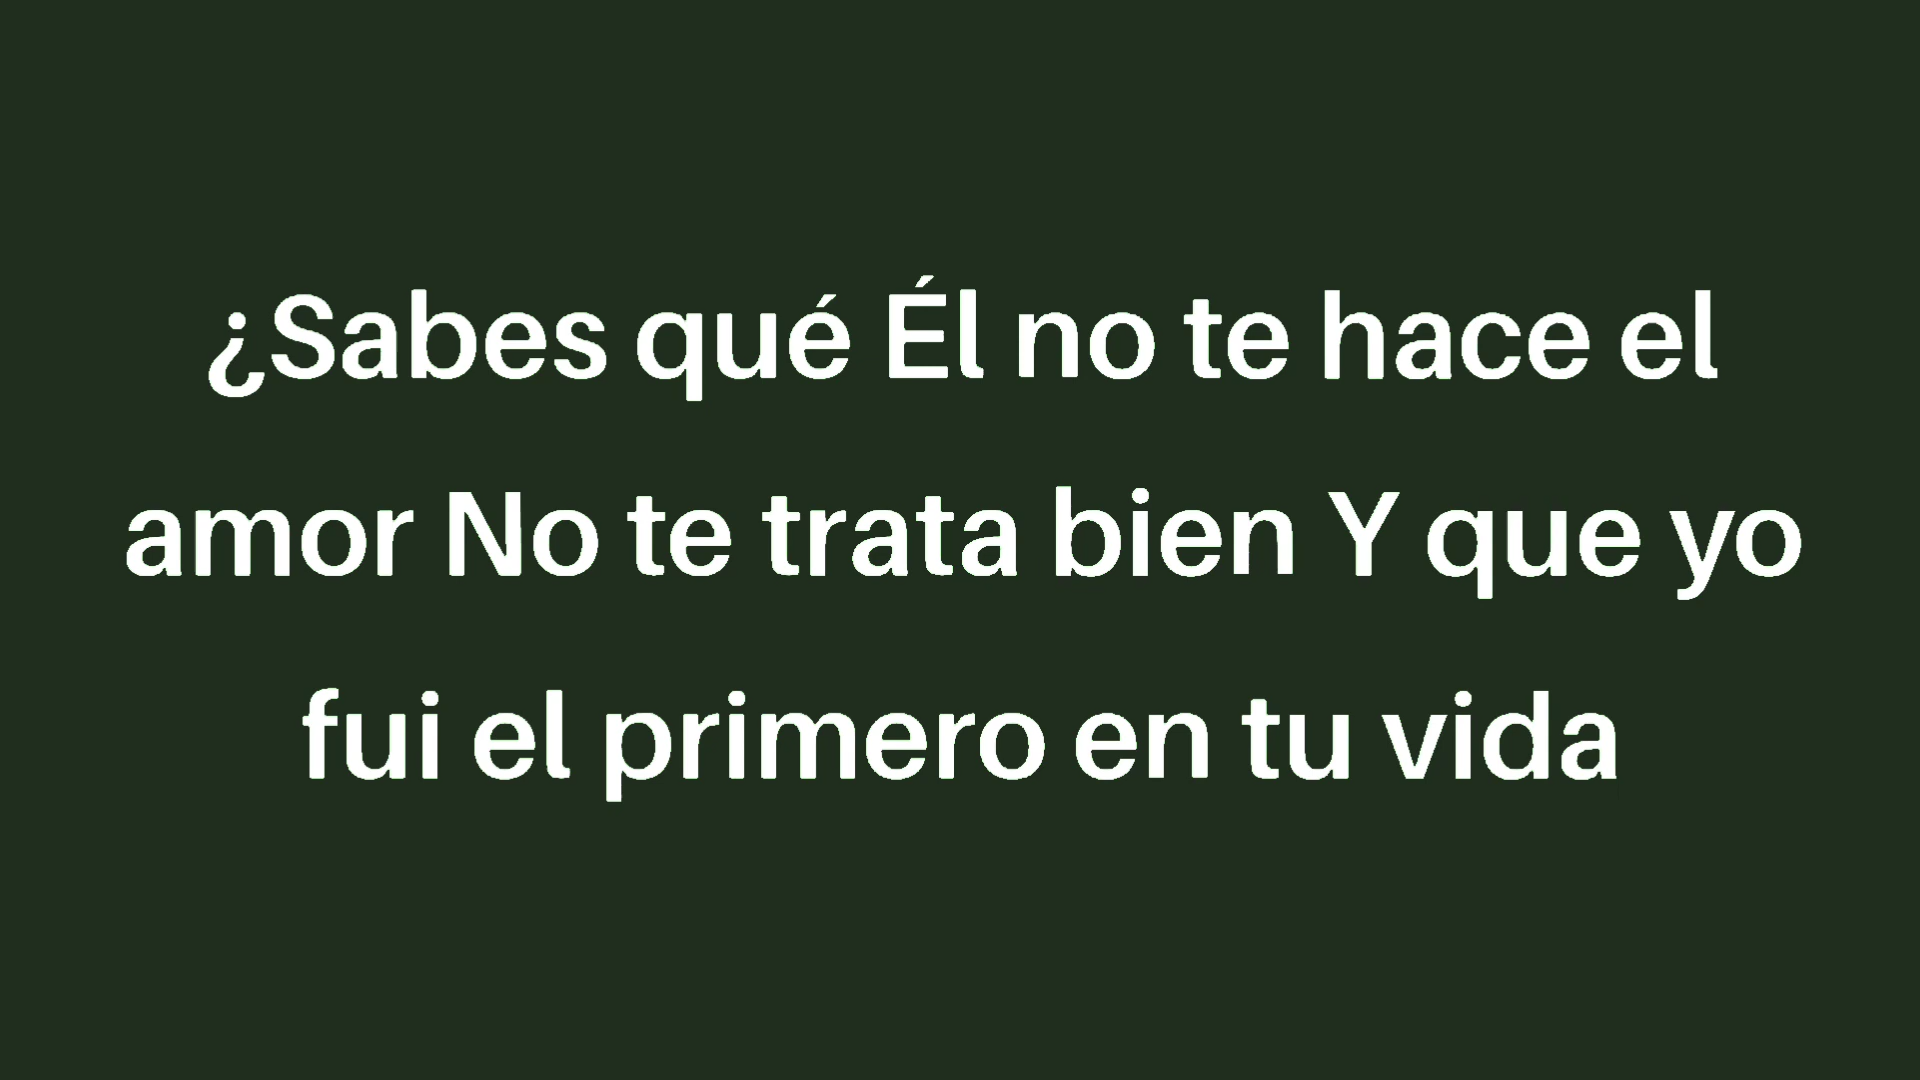 ¿Sabes qué Él no te hace el
amor No te trata bien Y que yo
fui el primero en tu vida